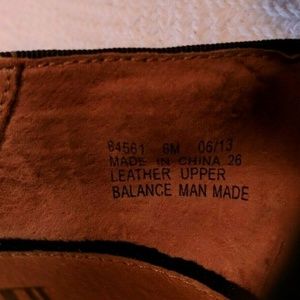 84561 6M 06/13
MADE IN CHINA 26
LEATHER UPPER
BALANCE MAN MADE